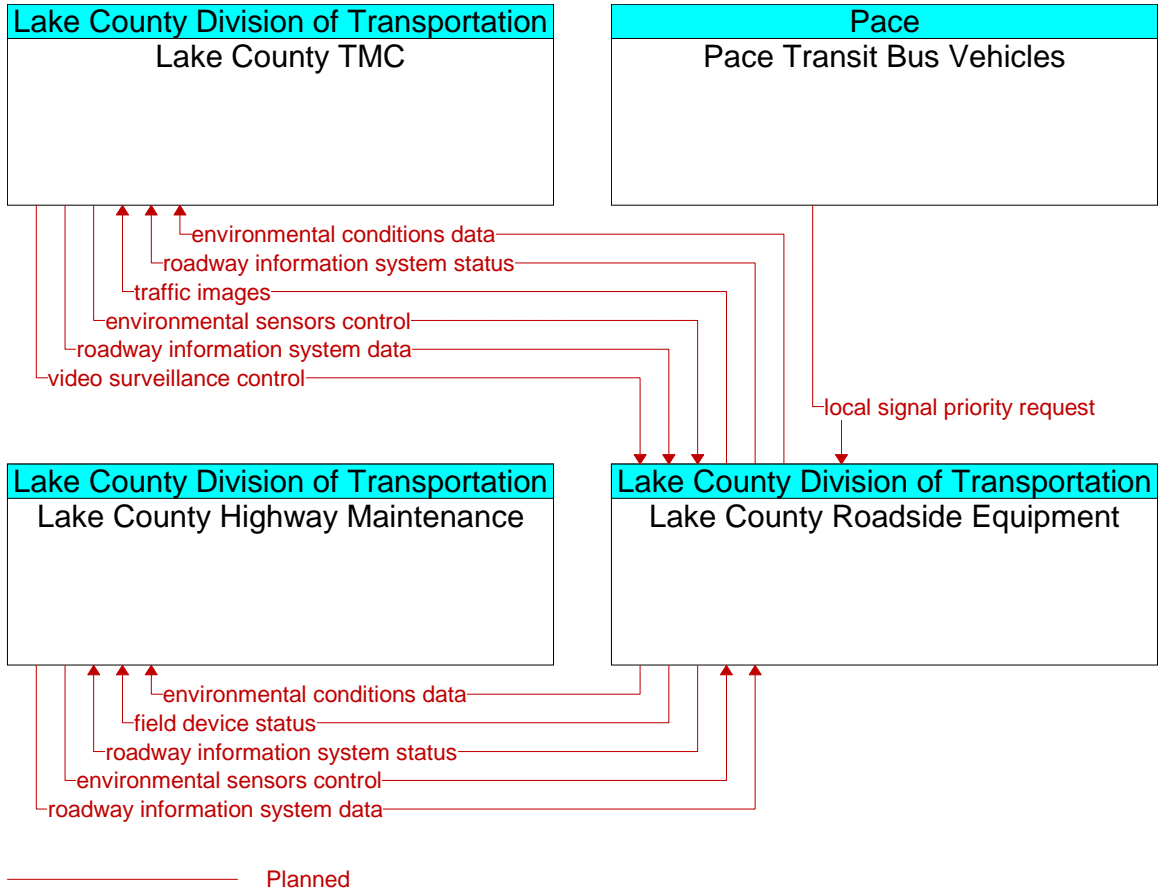 Lake County Division of Transportation
Lake County TMC
Pace
Pace Transit Bus Vehicles
environmental conditions data
roadway information system status
traffic images
environmental sensors control
roadway information system data
video surveillance control
local signal priority request
Lake County Division of Transportation
Lake County Highway Maintenance
Lake County Division of Transportation
Lake County Roadside Equipment
environmental conditions data
field device status
roadway information system status
environmental sensors control
roadway information system data
Planned